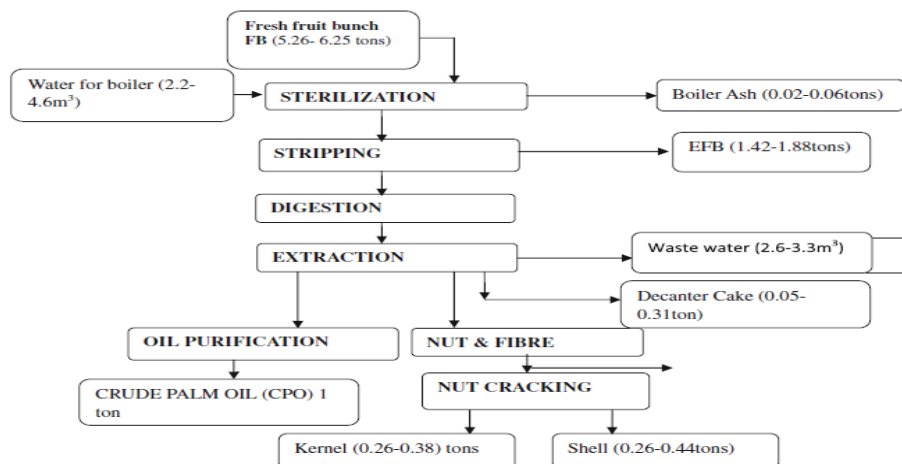 Fresh fruit bunch
FB (5.26- 6.25 tons)
Water for boiler (2.2-
4.6m³)
STERILIZATION
Boiler Ash (0.02-0.06tons)
STRIPPING
EFB (1.42-1.88tons)
DIGESTION
EXTRACTION
Waste water (2.6-3.3m³)
Decanter Cake (0.05-
0.31ton)
OIL PURIFICATION
NUT & FIBRE
CRUDE PALM OIL (CPO) 1
ton
NUT CRACKING
Kernel (0.26-0.38) tons
Shell (0.26-0.44tons)